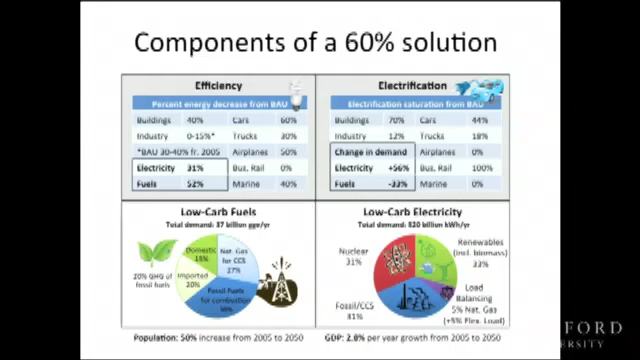 Components of a 60% solution
Efficiency
Percent energy decrease from BAU
Buildings 40% Cars 60%
Industry 0-15%* Trucks 30%
*BAU 30-40% fr. 2005 Airplanes 50%
Electricity 31% Bus, Rail 0%
Fuels 52% Marine 40%
Electrification
Electrification saturation from BAU
Buildings 70% Cars 44%
Industry 12% Trucks 18%
Change in demand Airplanes 0%
Electricity +56% Bus, Rail 100%
Fuels -33% Marine 0%
Low-Carb Fuels
Total demand: 37 billion gge/yr
Domestic
Nat. Gas
for CCS
27%
Imported
20%
Fossil Fuels
for combustion
20% GHG of
fossil fuels
Low-Carb Electricity
Total demand: 520 billion kWh/yr
Nuclear
31%
Renewables
(incl. biomass)
33%
Load
Balancing
5% Nat. Gas
(+5% Flex. Load)
Fossil/CCS
31%
Population: 50% increase from 2005 to 2050
GDP: 2.0% per year growth from 2005 to 2050
FORD
ERSITY